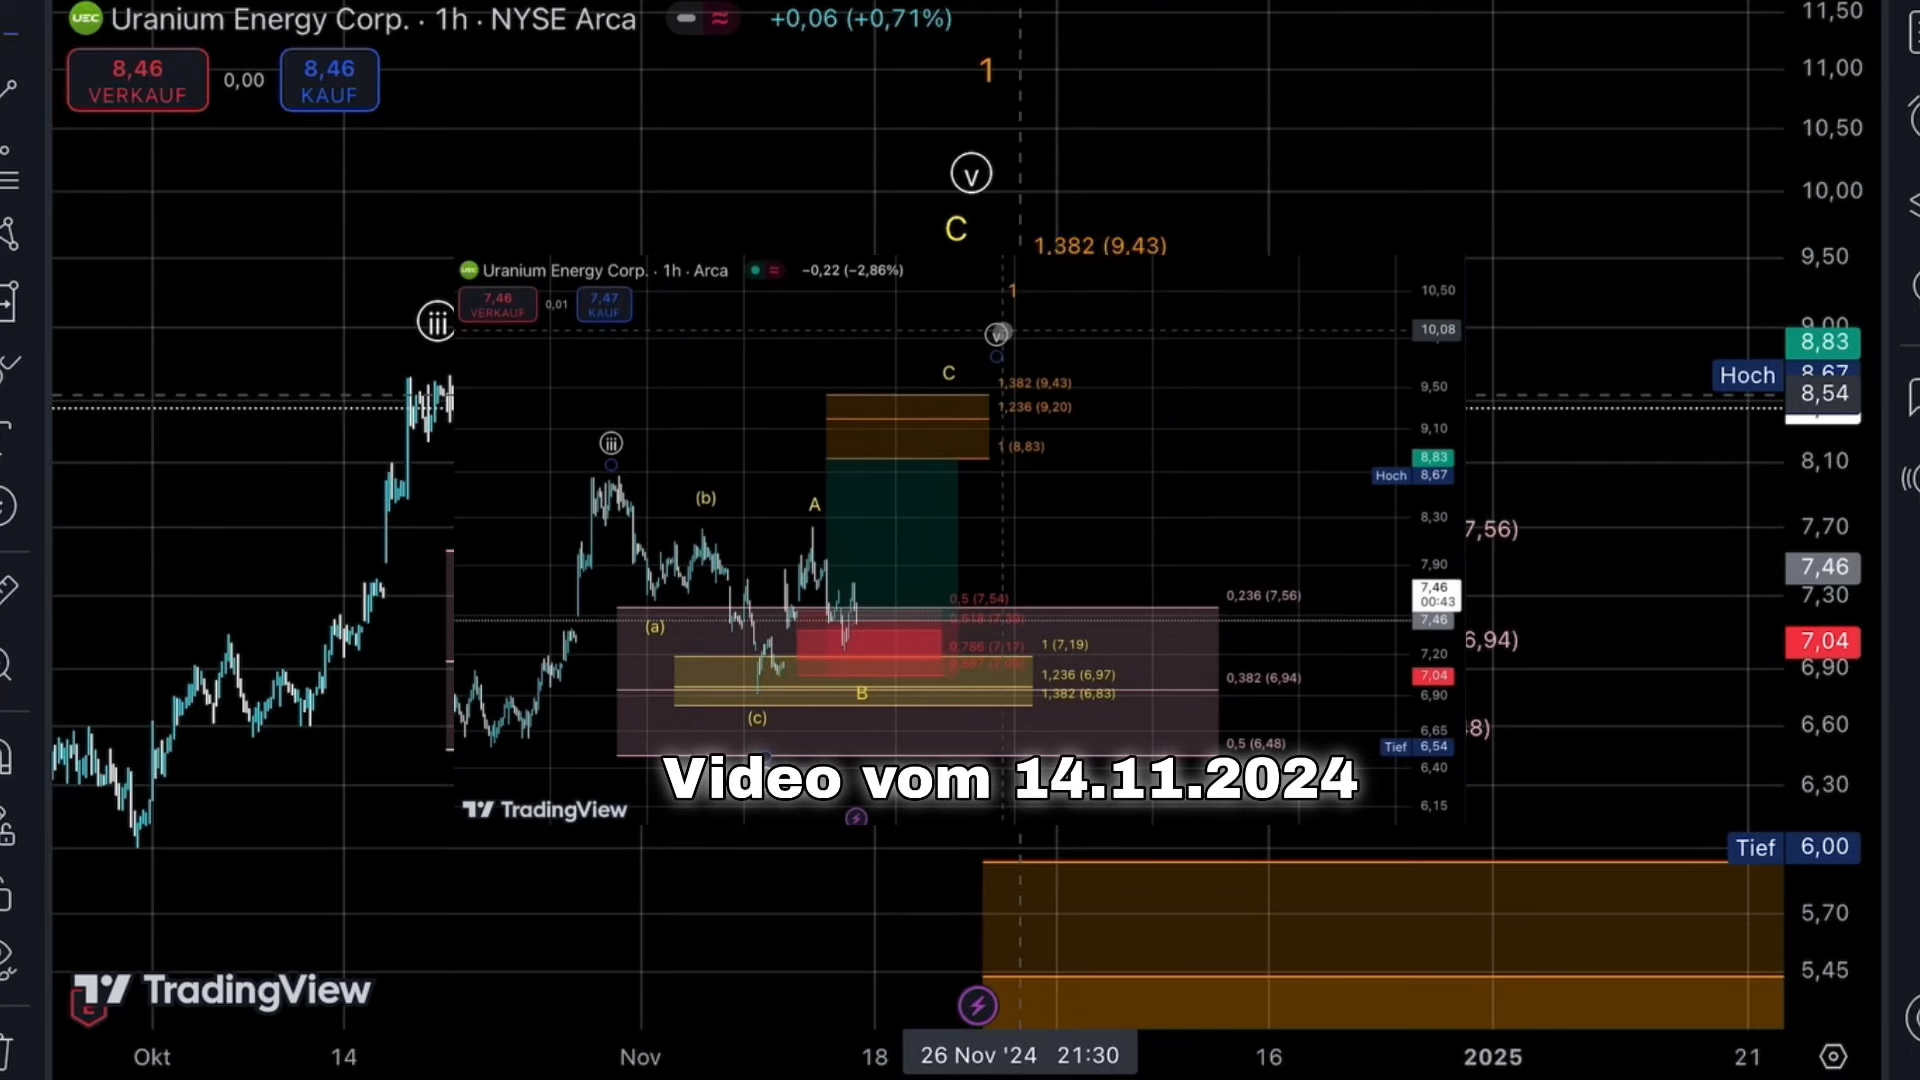 UEC Uranium Energy Corp. · 1h · NYSE Arca +0,06 (+0,71%)
8,46 VERKAUF 0,00 8,46 KAUF
1
v
C
1,382 (9,43)
iii
UEC Uranium Energy Corp. · 1h · Arca −0,22 (−2,86%)
7,46 VERKAUF 0,01 7,47 KAUF
1
v
C
1,382 (9,43)
1,236 (9,20)
1 (8,83)
iii
(b)
A
(a)
0,5 (7,54)
0,786 (7,17)
1 (7,19)
1,236 (6,97)
1,382 (6,83)
B
(c)
0,236 (7,56)
0,382 (6,94)
0,5 (6,48)
10,50
10,08
9,50
9,10
8,83
Hoch 8,67
8,30
7,90
7,46
00:43
7,46
7,20
7,04
6,90
6,65
Tief 6,54
6,40
6,15
TradingView
Video vom 14.11.2024
7,56)
6,94)
11,50
11,00
10,50
10,00
9,50
9,00
8,83
Hoch 8,67
8,54
8,10
7,70
7,46
7,30
7,04
6,90
6,60
6,30
Tief 6,00
5,70
5,45
TradingView
Okt 14 Nov 18 26 Nov '24 21:30 16 2025 21